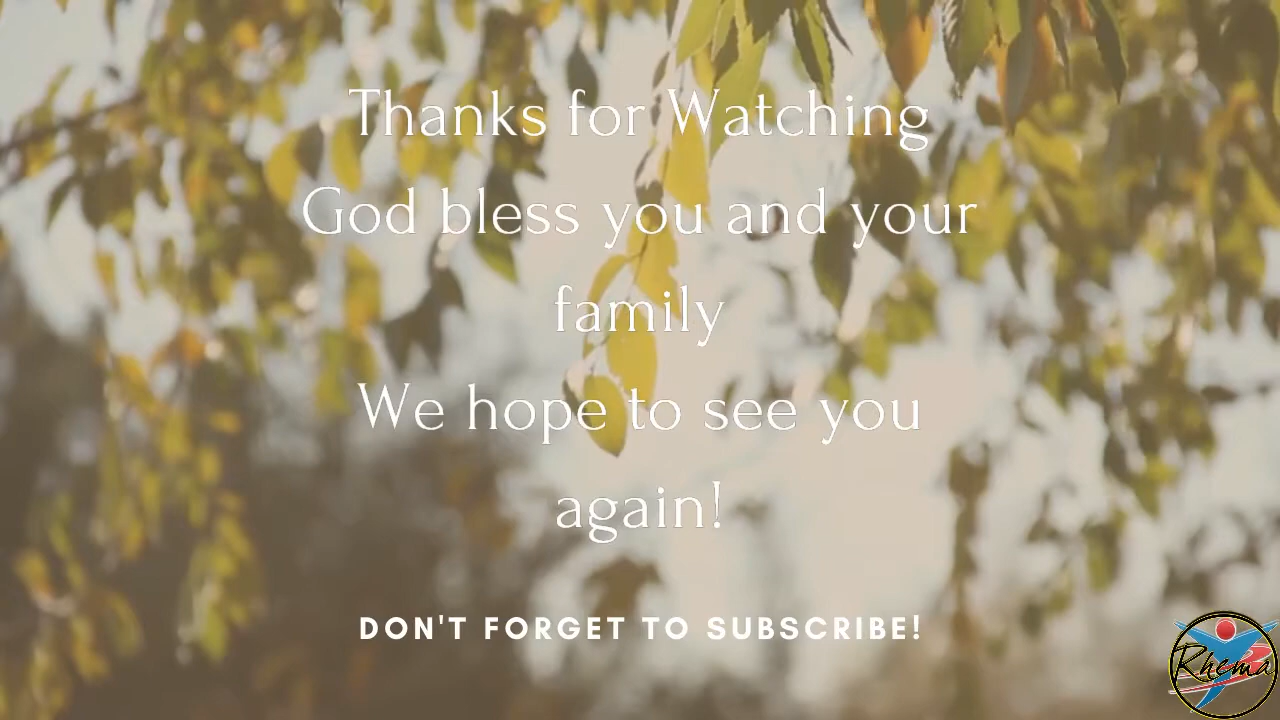 Thanks for Watching
God bless you and your
family
We hope to see you
again!
DON'T FORGET TO SUBSCRIBE!
Rhema